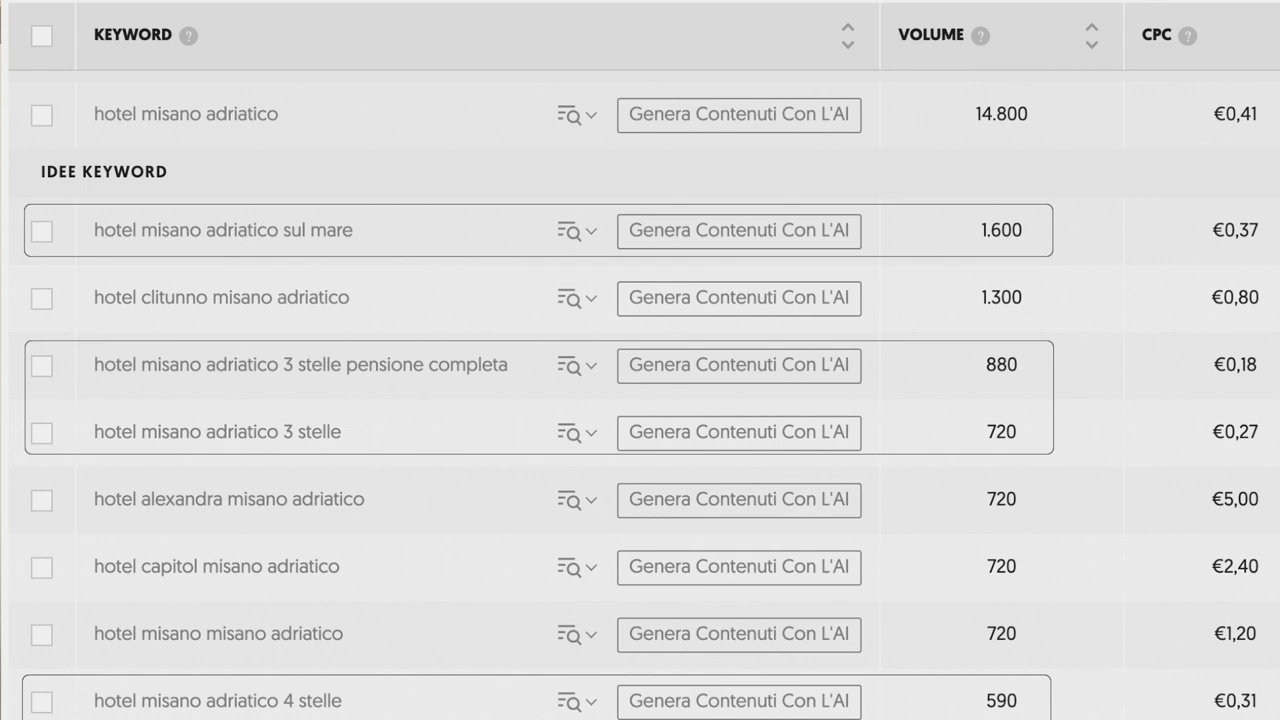 KEYWORD ? VOLUME ? CPC ?
hotel misano adriatico Genera Contenuti Con L'AI 14.800 €0,41
IDEE KEYWORD
hotel misano adriatico sul mare Genera Contenuti Con L'AI 1.600 €0,37
hotel clitunno misano adriatico Genera Contenuti Con L'AI 1.300 €0,80
hotel misano adriatico 3 stelle pensione completa Genera Contenuti Con L'AI 880 €0,18
hotel misano adriatico 3 stelle Genera Contenuti Con L'AI 720 €0,27
hotel alexandra misano adriatico Genera Contenuti Con L'AI 720 €5,00
hotel capitol misano adriatico Genera Contenuti Con L'AI 720 €2,40
hotel misano misano adriatico Genera Contenuti Con L'AI 720 €1,20
hotel misano adriatico 4 stelle Genera Contenuti Con L'AI 590 €0,31